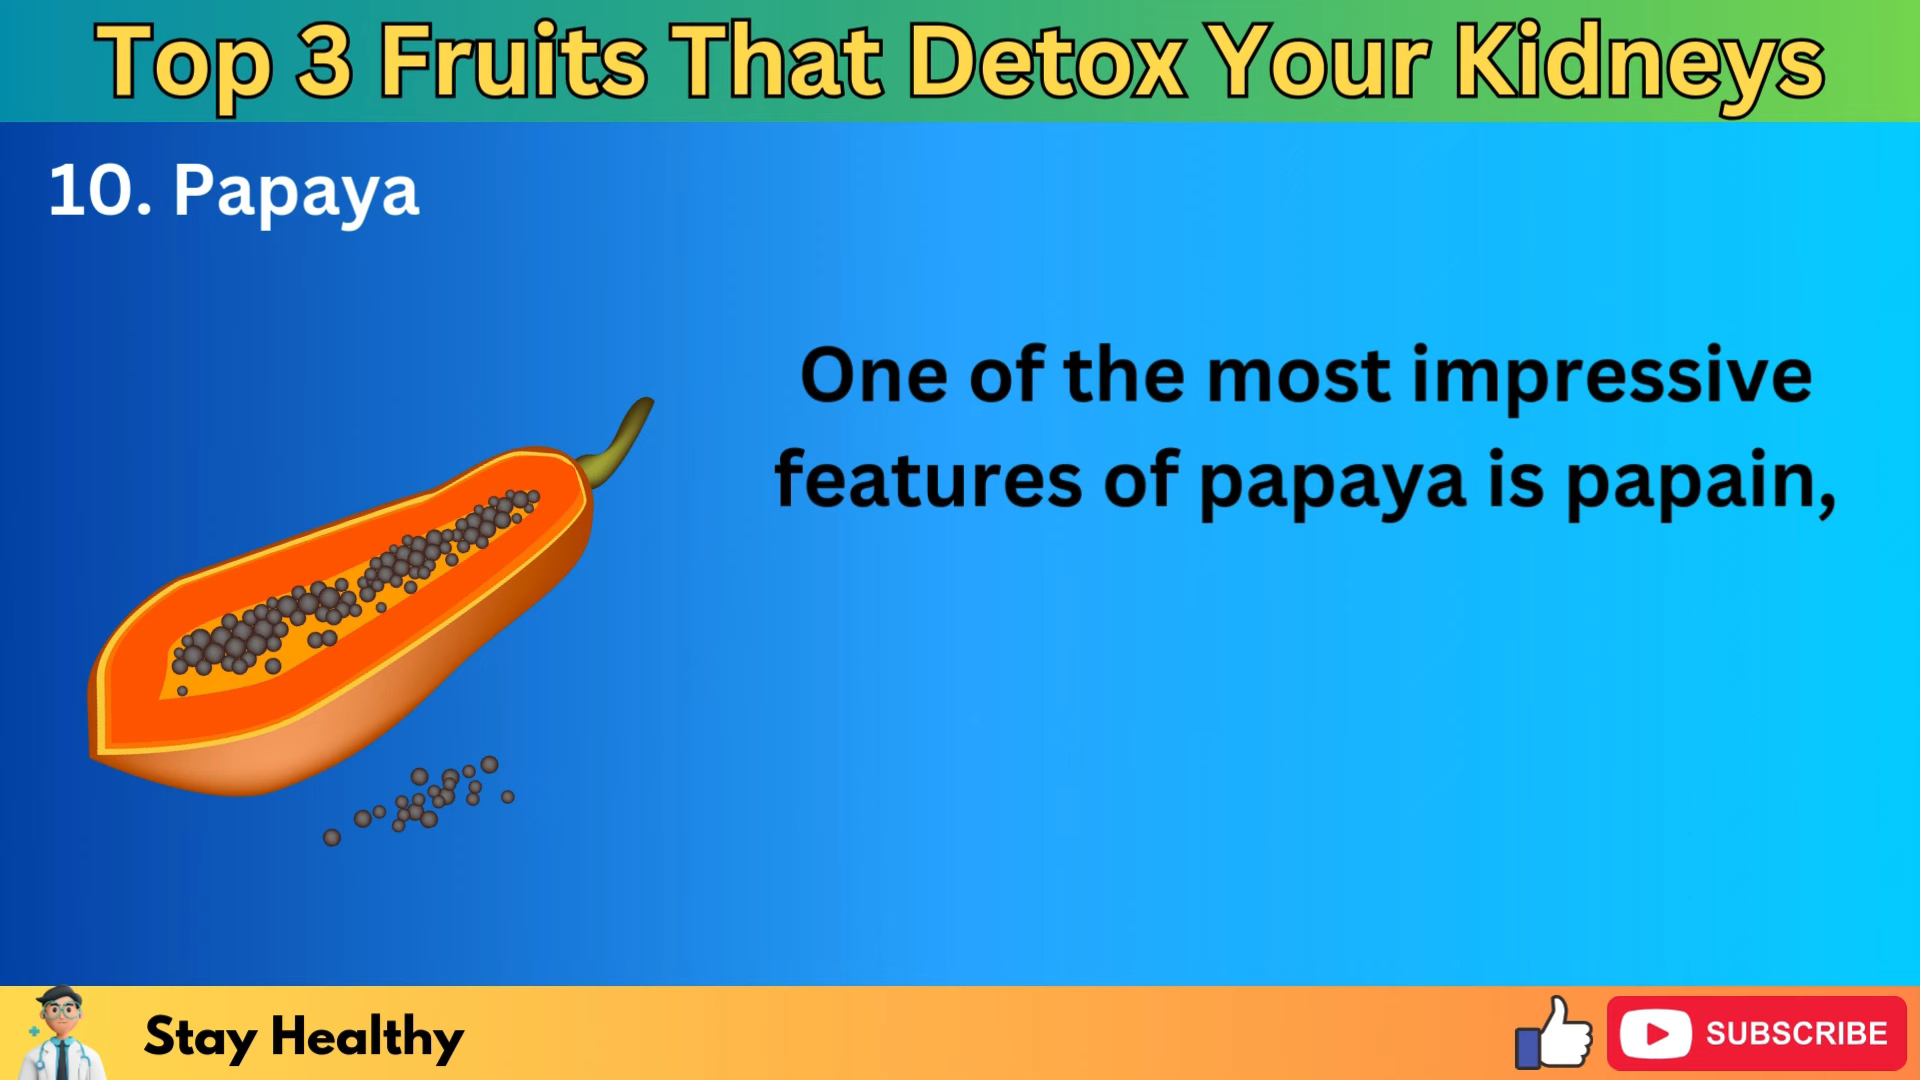 Top 3 Fruits That Detox Your Kidneys
10. Papaya
One of the most impressive
features of papaya is papain,
Stay Healthy
SUBSCRIBE